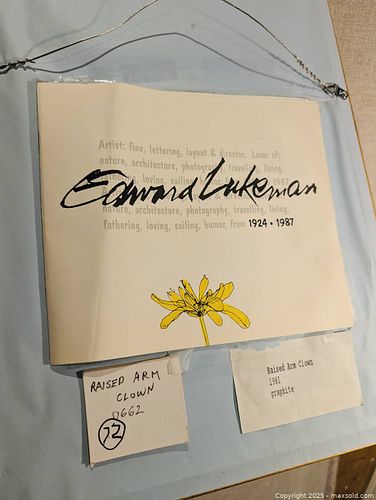 Artist: fine, lettering, layout & director. Lover of:
nature, architecture, photography, travelling, living,
Edward Lukeman
nature, architecture, photography, travelling, living,
fathering, loving, sailing, humor, from 1924 • 1987
RAISED ARM
CLOWN
0662
72
Raised Arm Clown
1981
graphite
Copyright 2025 - maxsold.com